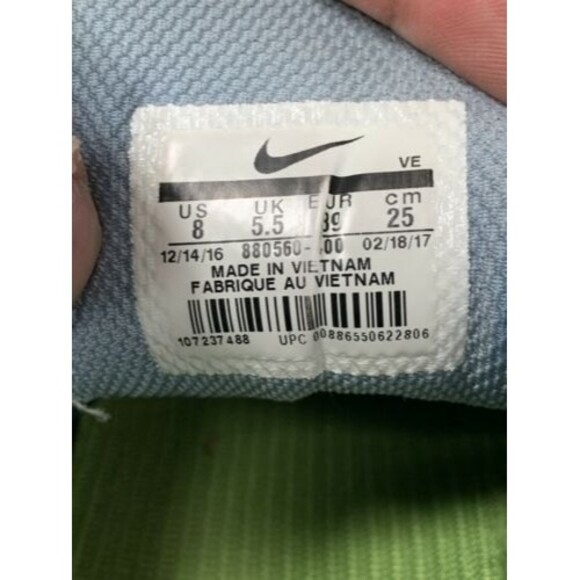 VE
US UK cm
8 5.5 39 25
12/14/16 880560- 00 02/18/17
MADE IN VIETNAM
FABRIQUE AU VIETNAM
107237488 UPC 00886550622806